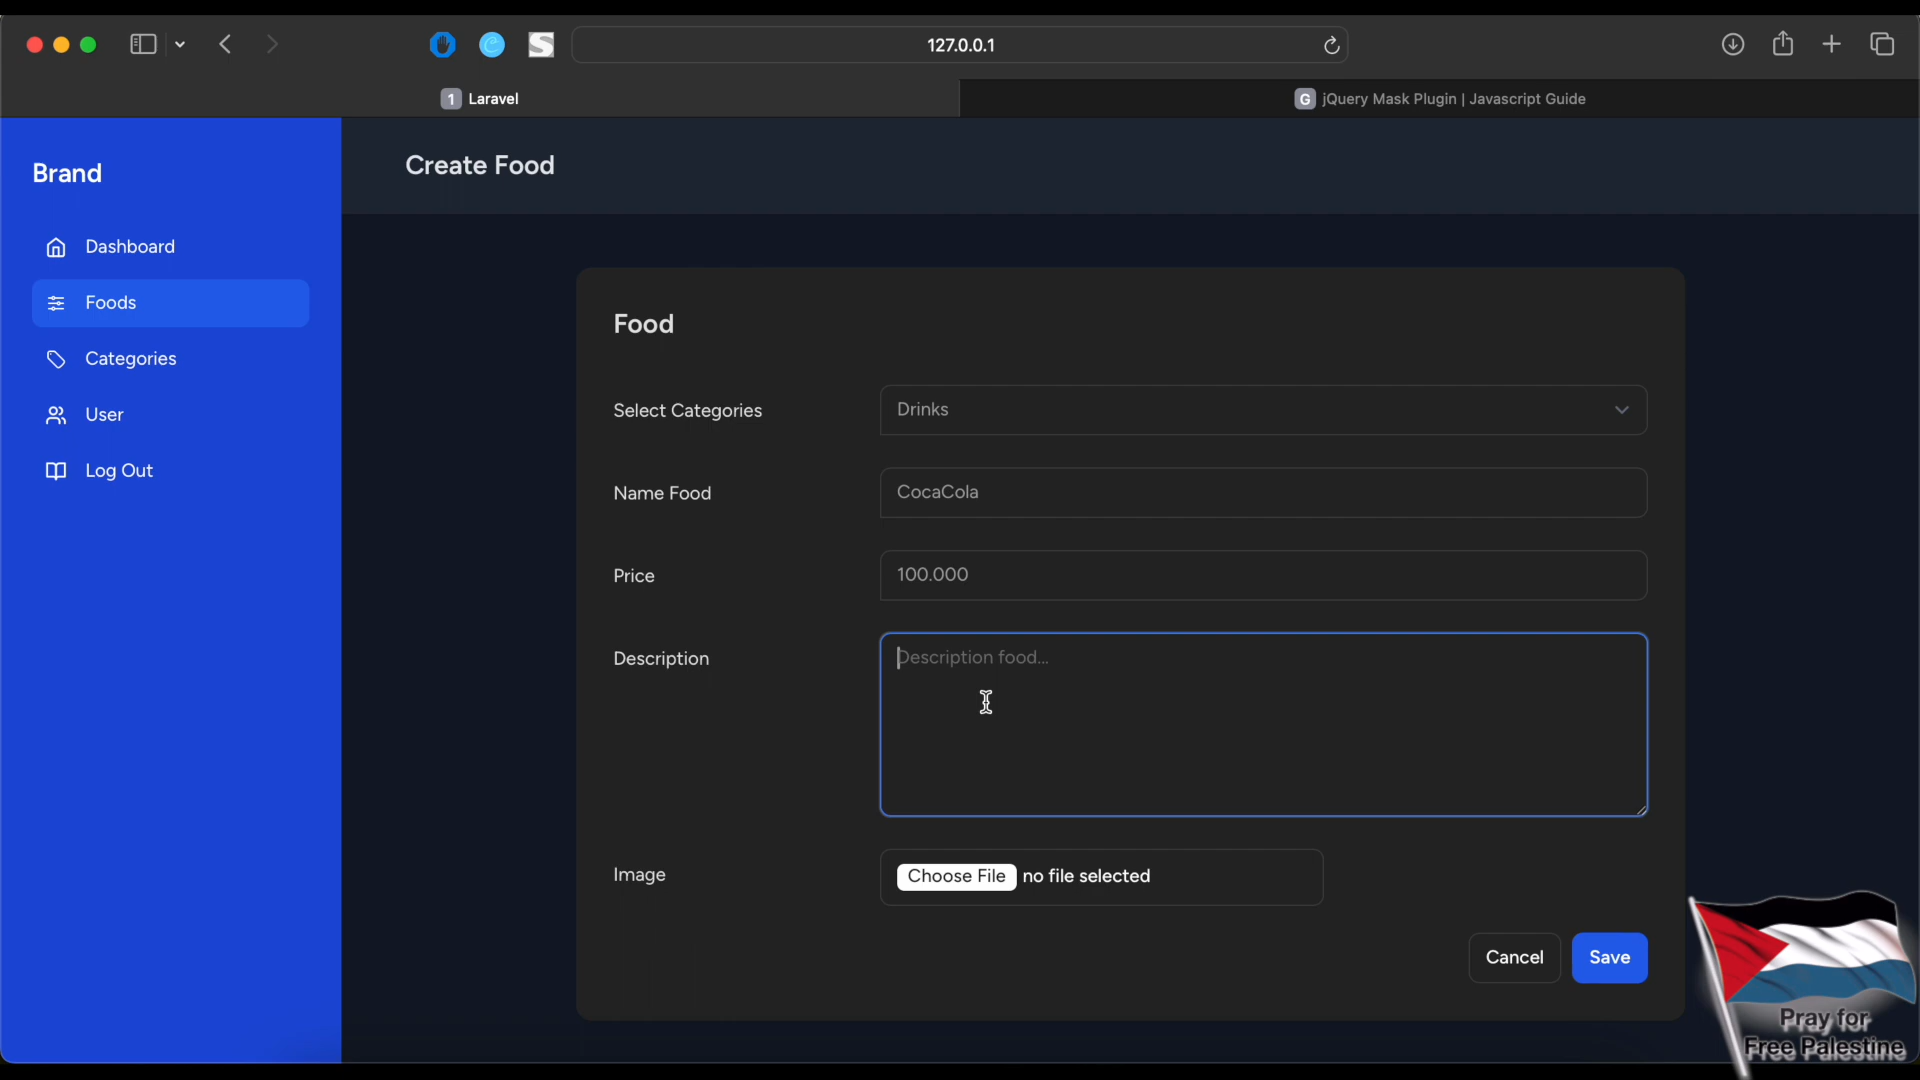 127.0.0.1
1 Laravel
G jQuery Mask Plugin | Javascript Guide
Brand
Dashboard
Foods
Categories
User
Log Out
Create Food
Food
Select Categories
Drinks
Name Food
CocaCola
Price
100.000
Description
Description food...
Image
Choose File no file selected
Cancel
Save
Pray for
Free Palestine